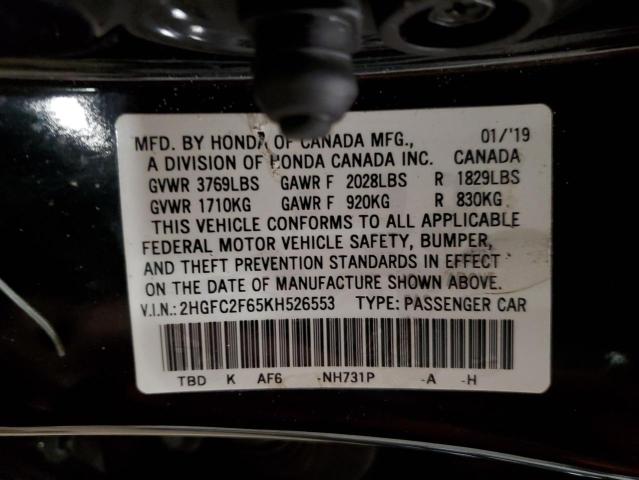 MFD. BY HONDA OF CANADA MFG., 01/'19
A DIVISION OF HONDA CANADA INC. CANADA
GVWR 3769LBS GAWR F 2028LBS R 1829LBS
GVWR 1710KG GAWR F 920KG R 830KG
THIS VEHICLE CONFORMS TO ALL APPLICABLE
FEDERAL MOTOR VEHICLE SAFETY, BUMPER,
AND THEFT PREVENTION STANDARDS IN EFFECT
ON THE DATE OF MANUFACTURE SHOWN ABOVE.
V.I.N.: 2HGFC2F65KH526553 TYPE: PASSENGER CAR
TBD K AF6 -NH731P -A -H